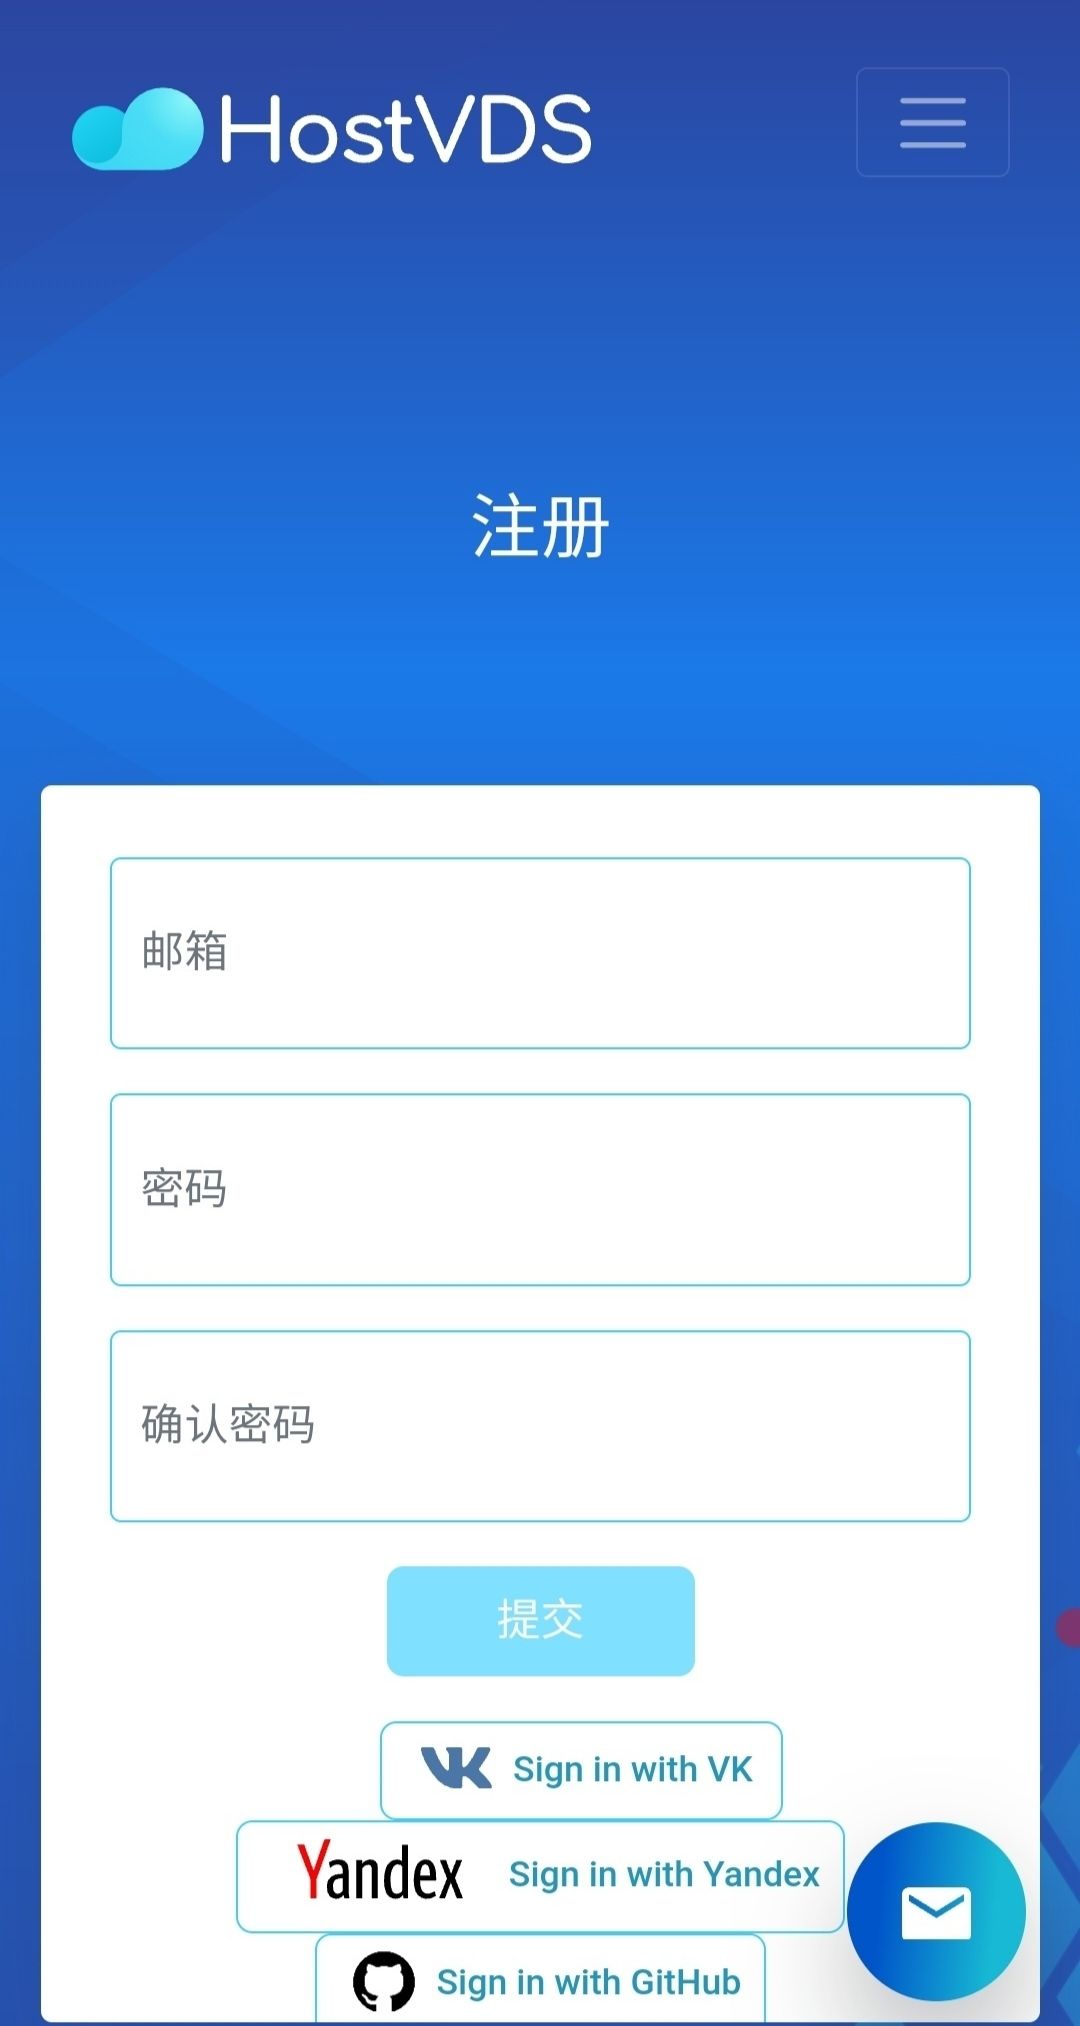 HostVDS
注册
邮箱
密码
确认密码
提交
VK Sign in with VK
Yandex Sign in with Yandex
Sign in with GitHub